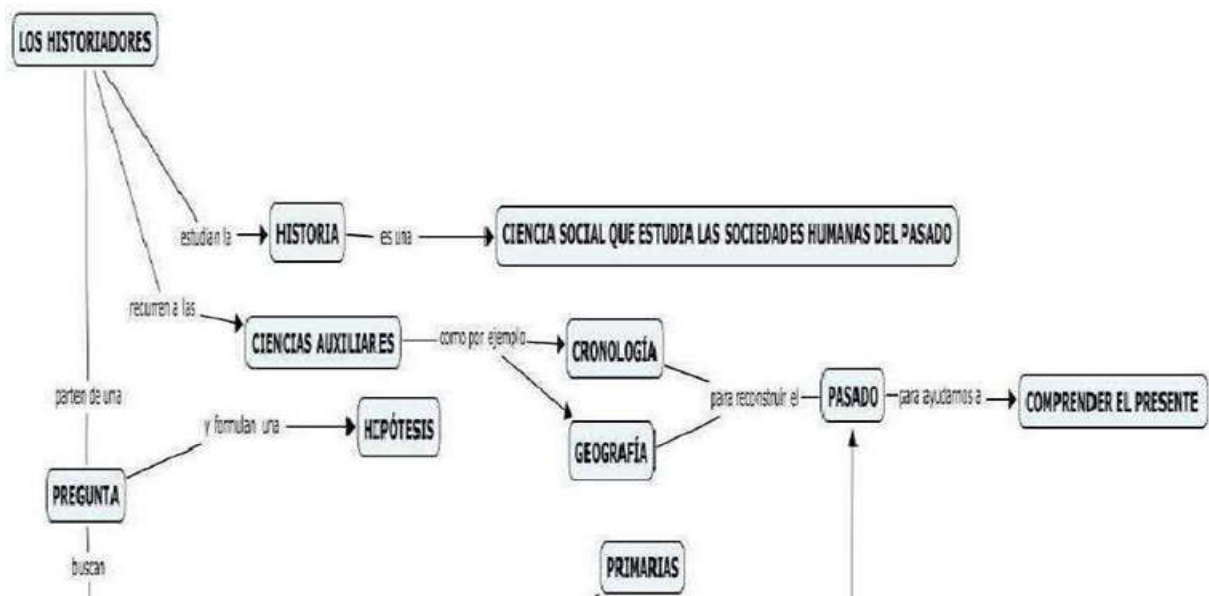 LOS HISTORIADORES
estudian la
HISTORIA
es una
CIENCIA SOCIAL QUE ESTUDIA LAS SOCIEDADES HUMANAS DEL PASADO
recurren a las
CIENCIAS AUXILIARES
como por ejemplo
CRONOLOGÍA
GEOGRAFÍA
para reconstruir el
PASADO
para ayudarnos a
COMPRENDER EL PRESENTE
parten de una
PREGUNTA
y formulan una
HIPÓTESIS
buscan
PRIMARIAS